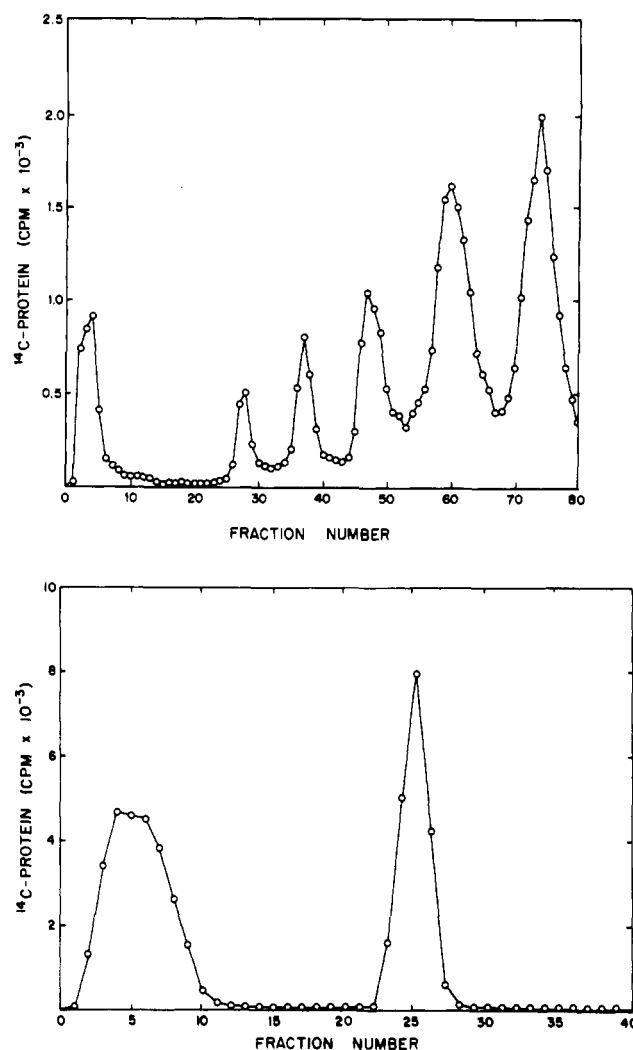 2.5
2.0
1.5
1.0
0.5
¹⁴C-PROTEIN (CPM x 10⁻³)
0 10 20 30 40 50 60 70 80
FRACTION NUMBER
10
8
6
4
2
¹⁴C-PROTEIN (CPM x 10⁻³)
0 5 10 15 20 25 30 35 40
FRACTION NUMBER